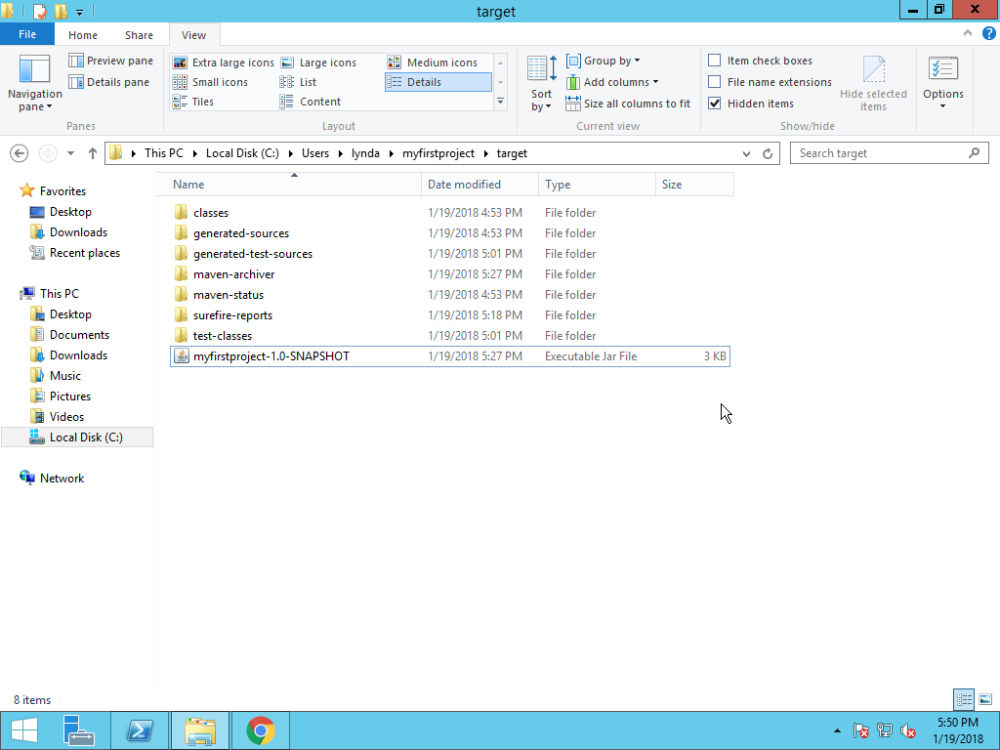 target
File Home Share View
Navigation pane
Preview pane
Details pane
Panes
Extra large icons Large icons Medium icons
Small icons List Details
Tiles Content
Layout
Sort by
Group by
Add columns
Size all columns to fit
Current view
Item check boxes
File name extensions
Hidden items
Hide selected items
Show/hide
Options
This PC Local Disk (C:) Users lynda myfirstproject target
Search target
Favorites
Desktop
Downloads
Recent places
This PC
Desktop
Documents
Downloads
Music
Pictures
Videos
Local Disk (C:)
Network
Name Date modified Type Size
classes 1/19/2018 4:53 PM File folder
generated-sources 1/19/2018 4:53 PM File folder
generated-test-sources 1/19/2018 5:01 PM File folder
maven-archiver 1/19/2018 5:27 PM File folder
maven-status 1/19/2018 4:53 PM File folder
surefire-reports 1/19/2018 5:18 PM File folder
test-classes 1/19/2018 5:01 PM File folder
myfirstproject-1.0-SNAPSHOT 1/19/2018 5:27 PM Executable Jar File 3 KB
8 items
5:50 PM
1/19/2018